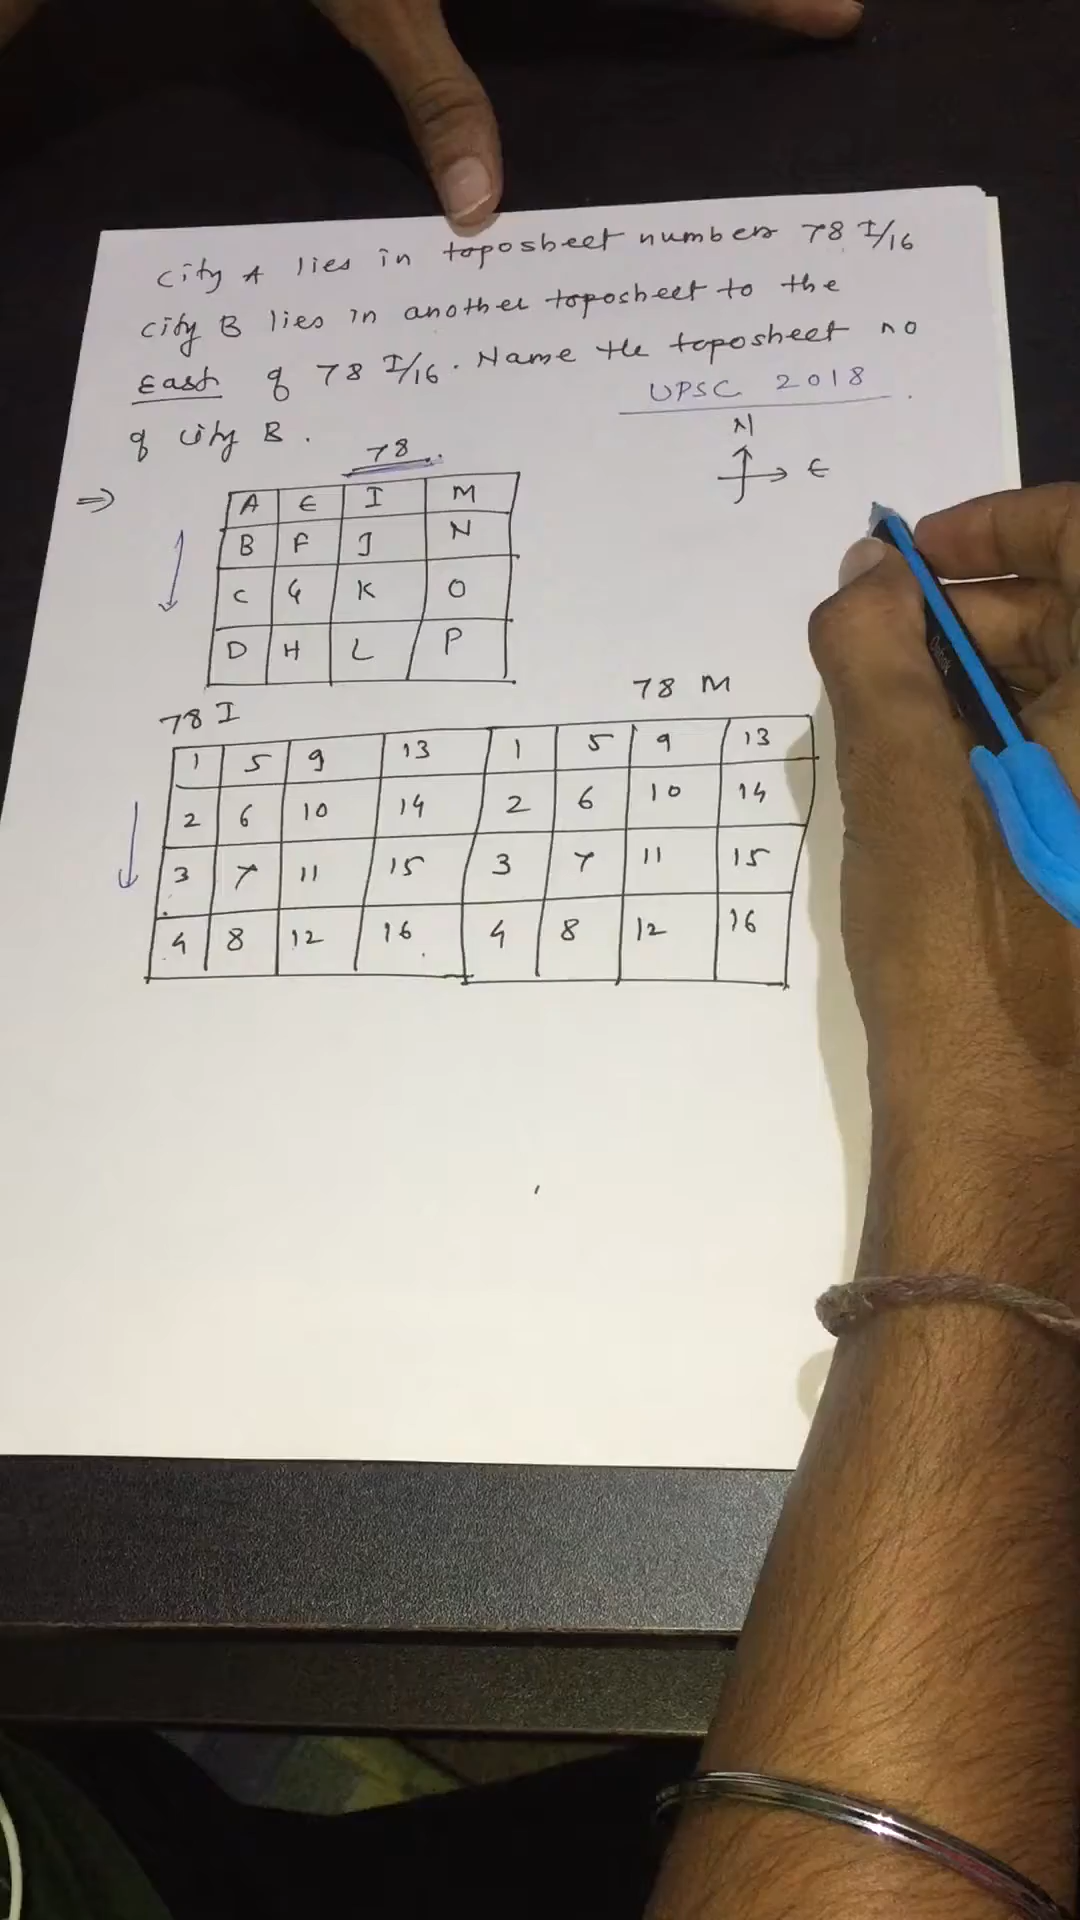 City A lies in toposheet number 78 I/16
City B lies in another toposheet to the
East of 78 I/16. Name the toposheet no
of city B.
UPSC 2018
N
E
78
⇒
A E I M
B F J N
C G K O
D H L P
78 I 78 M
1 5 9 13 1 5 9 13
2 6 10 14 2 6 10 14
3 7 11 15 3 7 11 15
4 8 12 16 4 8 12 16